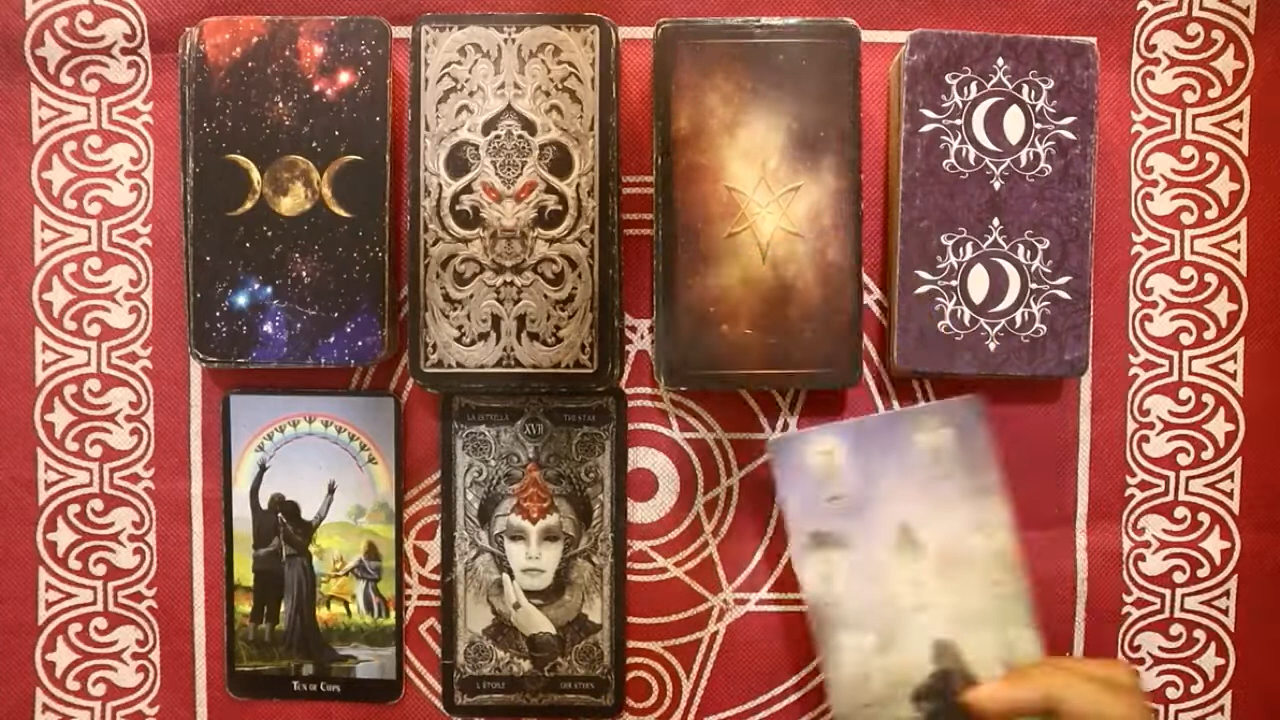 TEN OF CUPS
LA ESTRELLA THE STAR
XVII
L'ÉTOILE DER STERN